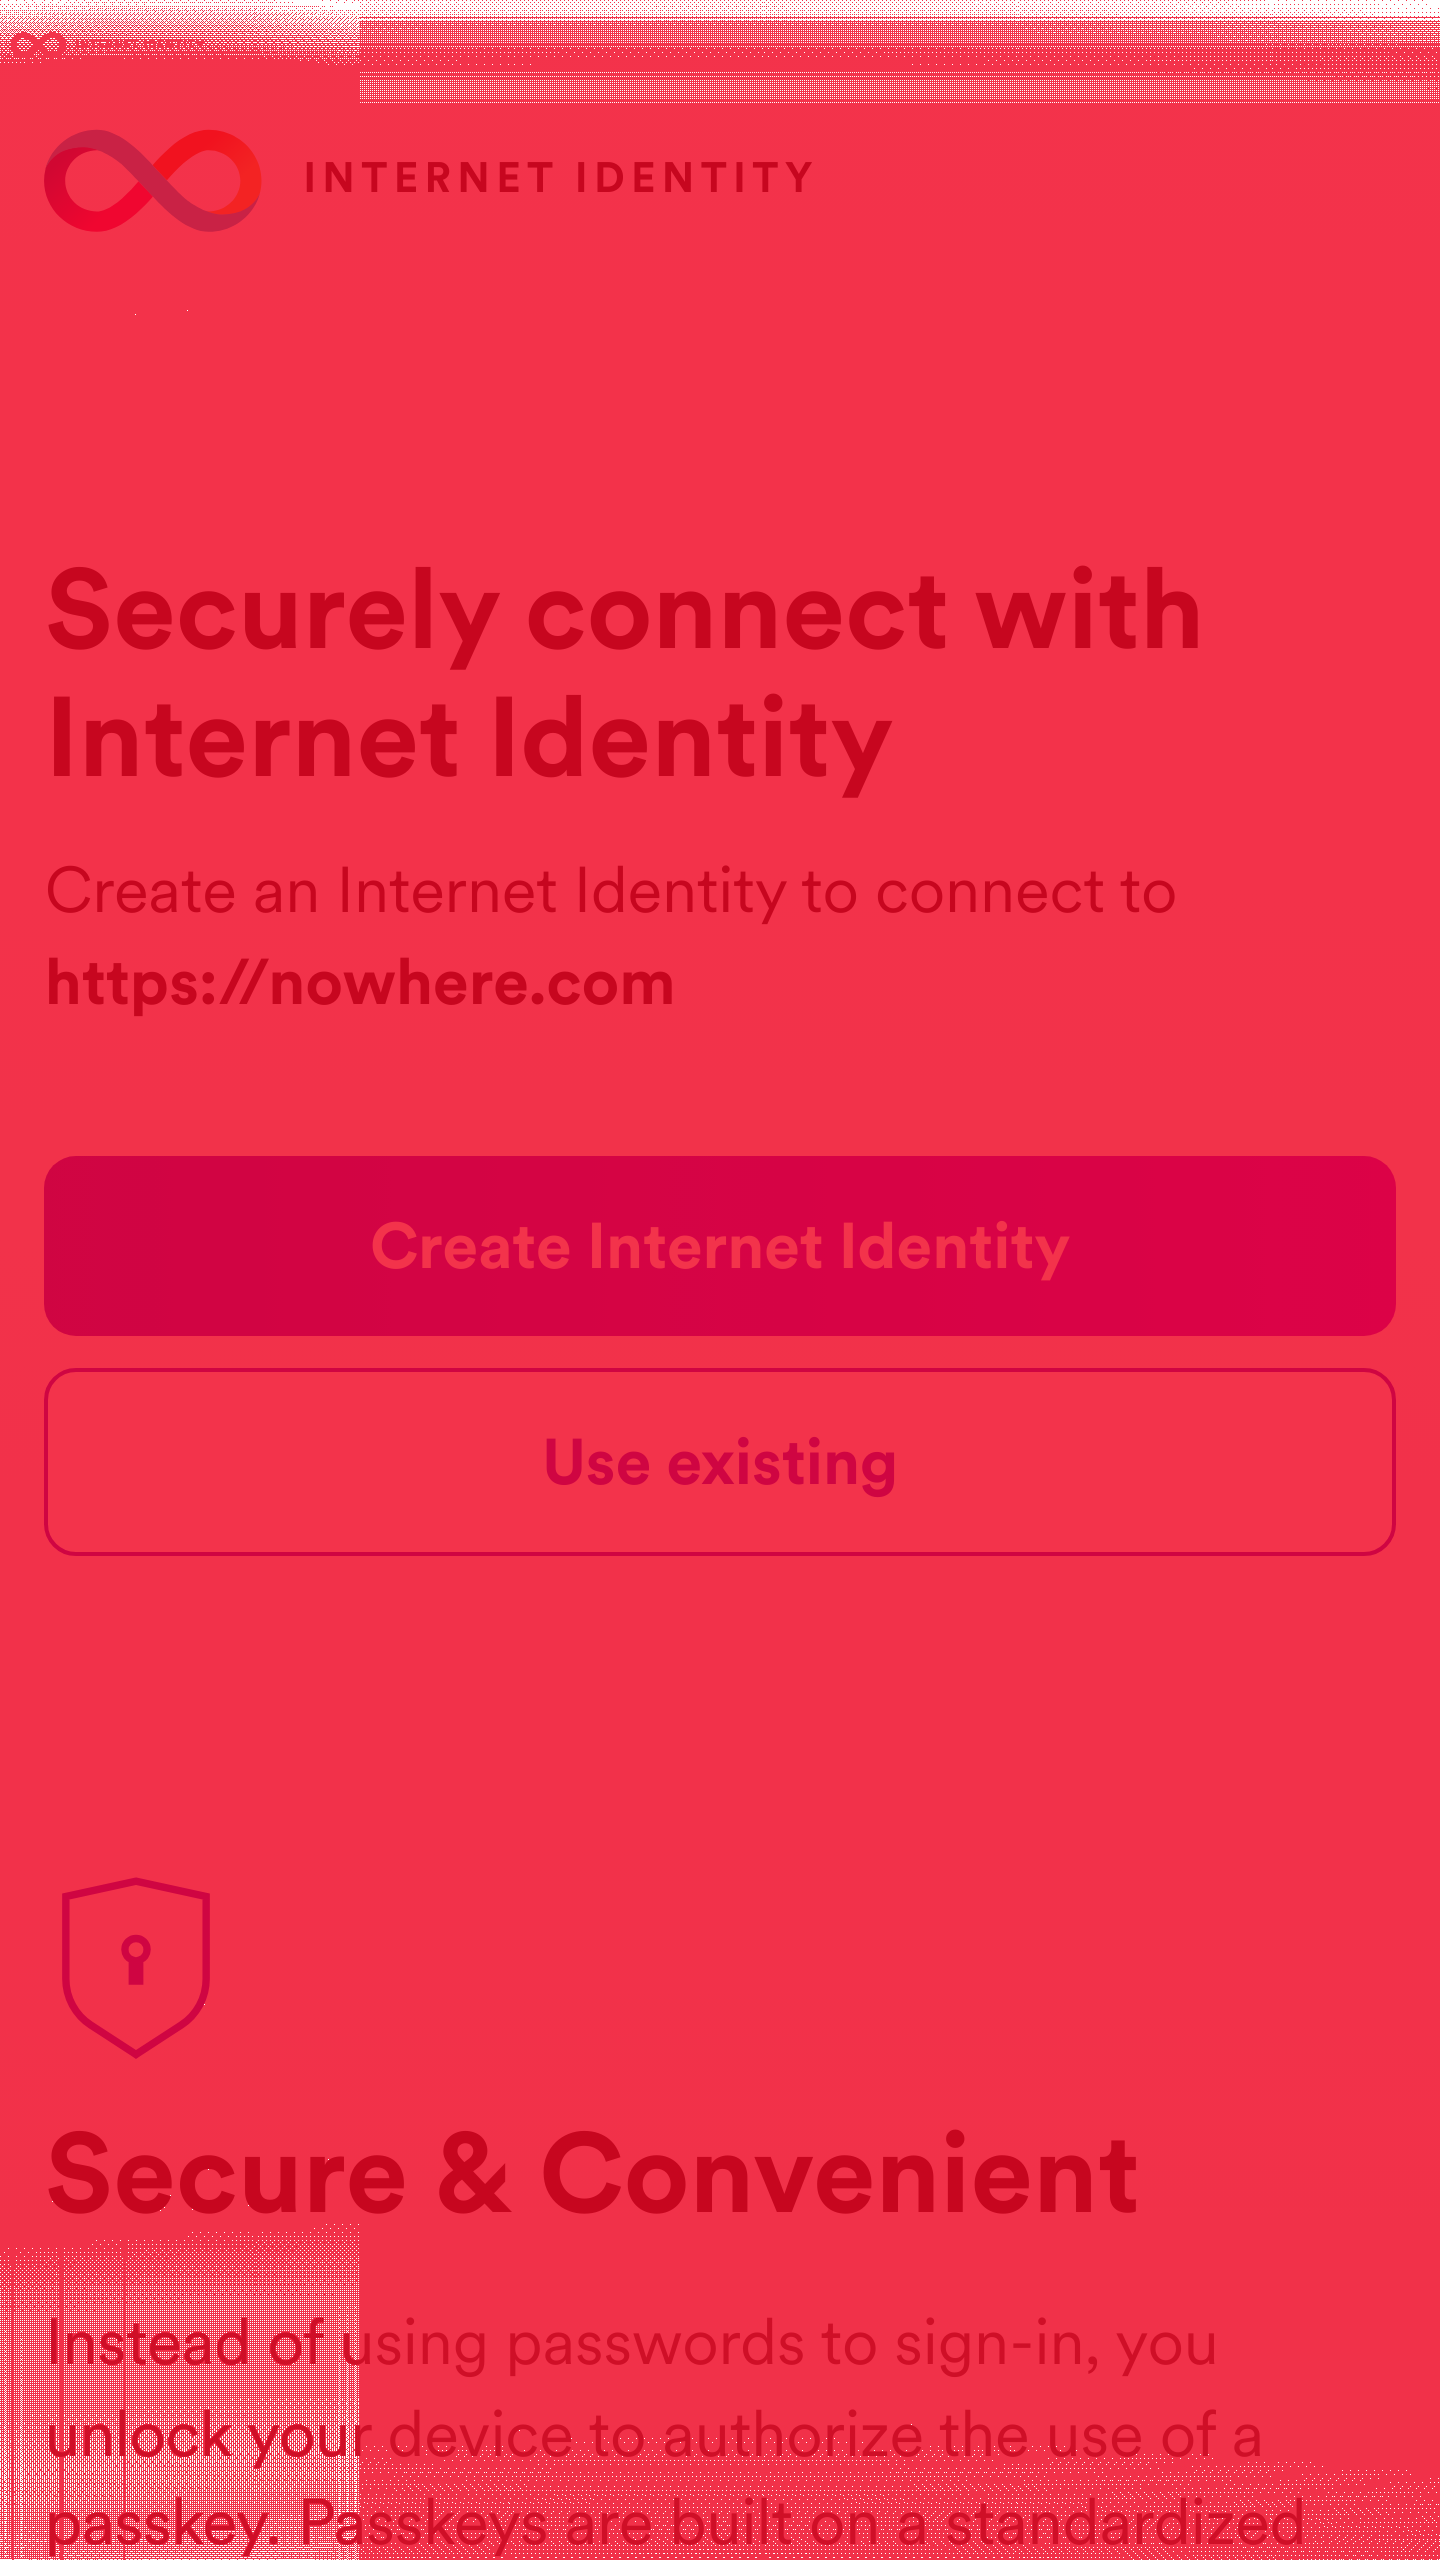 INTERNET IDENTITY
Securely connect with
Internet Identity
Create an Internet Identity to connect to
https://nowhere.com
Create Internet Identity
Use existing
Secure & Convenient
Instead of using passwords to sign-in, you
unlock your device to authorize the use of a
passkey. Passkeys are built on a standardized